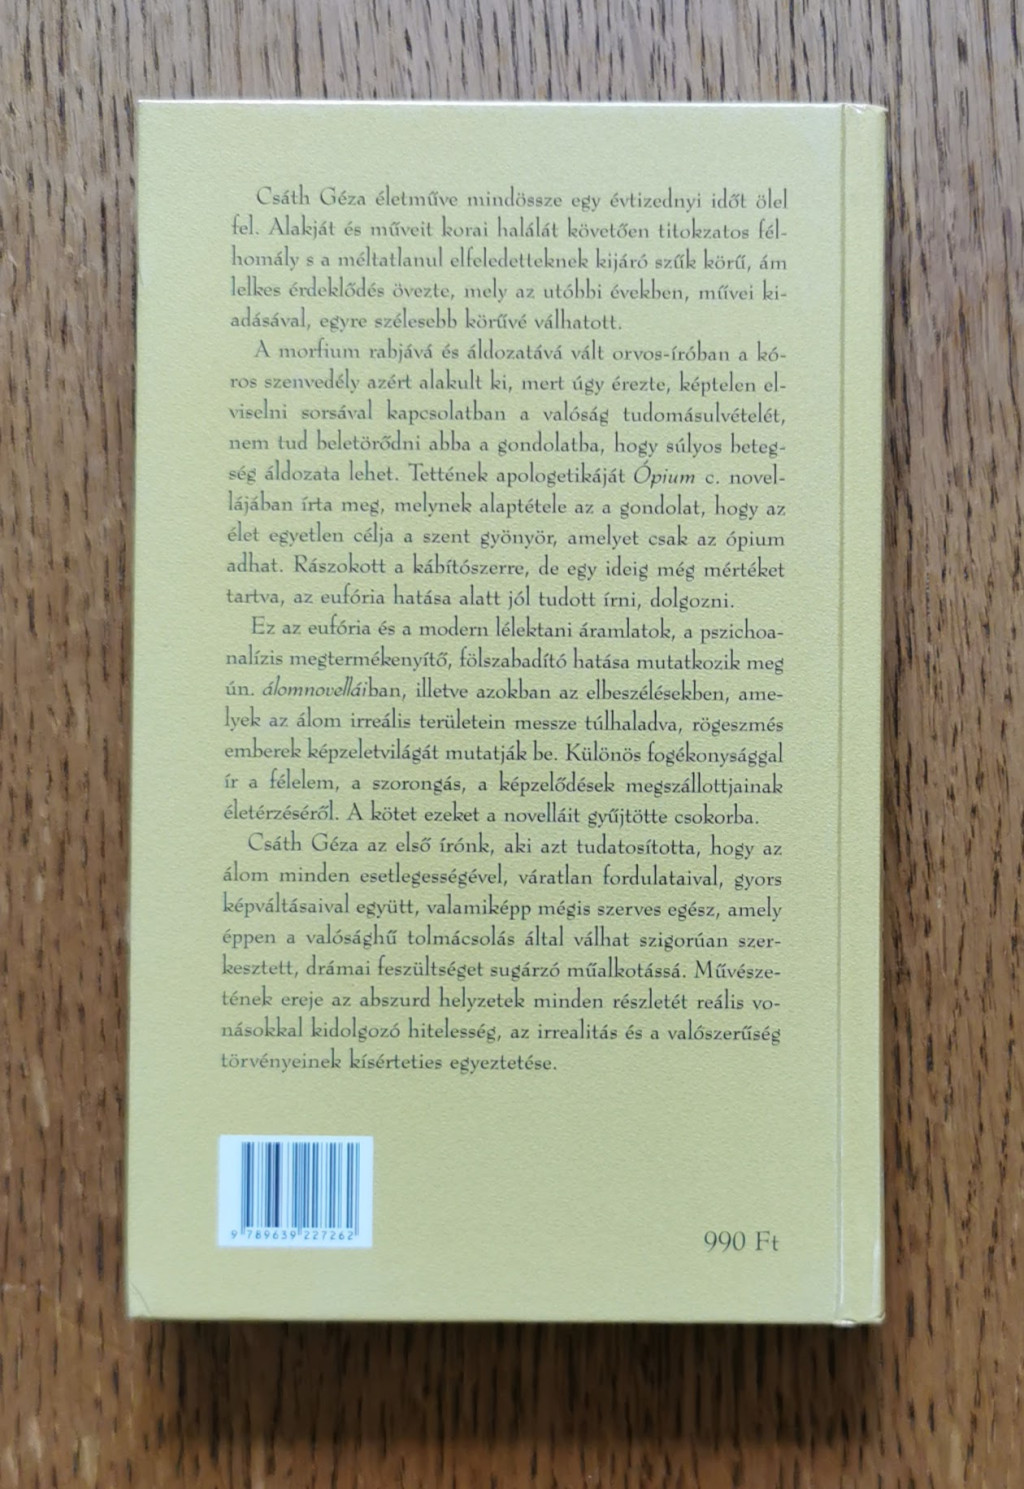 Csáth Géza életműve mindössze egy évtizednyi időt ölel
fel. Alakját és műveit korai halálát követően titokzatos fél-
homály s a méltatlanul elfeledetteknek kijáró szűk körű, ám
lelkes érdeklődés övezte, mely az utóbbi években, művei ki-
adásával, egyre szélesebb körűvé válhatott.
A morfium rabjává és áldozatává vált orvos-íróban a kó-
ros szenvedély azért alakult ki, mert úgy érezte, képtelen el-
viselni sorsával kapcsolatban a valóság tudomásulvételét,
nem tud beletörődni abba a gondolatba, hogy súlyos beteg-
ség áldozata lehet. Tettének apologetikáját Ópium c. novel-
lájában írta meg, melynek alaptétele az a gondolat, hogy az
élet egyetlen célja a szent gyönyör, amelyet csak az ópium
adhat. Rászokott a kábítószerre, de egy ideig még mértéket
tartva, az eufória hatása alatt jól tudott írni, dolgozni.
Ez az eufória és a modern lélektani áramlatok, a pszichoa-
nalízis megtermékenyítő, fölszabadító hatása mutatkozik meg
ún. álomnovelláiban, illetve azokban az elbeszélésekben, ame-
lyek az álom irreális területein messze túlhaladva, rögeszmés
emberek képzeletvilágát mutatják be. Különös fogékonysággal
ír a félelem, a szorongás, a képzelődések megszállottjainak
életérzéséről. A kötet ezeket a novelláit gyűjtötte csokorba.
Csáth Géza az első írónk, aki azt tudatosította, hogy az
álom minden esetlegességével, váratlan fordulataival, gyors
képváltásaival együtt, valamiképp mégis szerves egész, amely
éppen a valósághű tolmácsolás által válhat szigorúan szer-
kesztett, drámai feszültséget sugárzó műalkotássá. Művésze-
tének ereje az abszurd helyzetek minden részletét reális vo-
násokkal kidolgozó hitelesség, az irrealitás és a valószerűség
törvényeinek kísérteties egyeztetése.
9 789639 227262
990 Ft